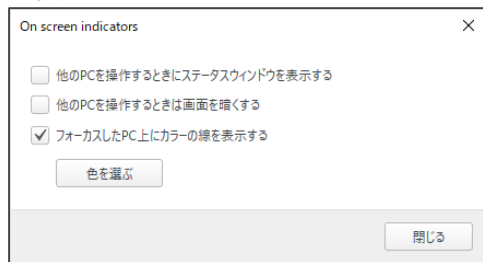 On screen indicators
他のPCを操作するときにステータスウィンドウを表示する
他のPCを操作するときは画面を暗くする
フォーカスしたPC上にカラーの線を表示する
色を選ぶ
閉じる